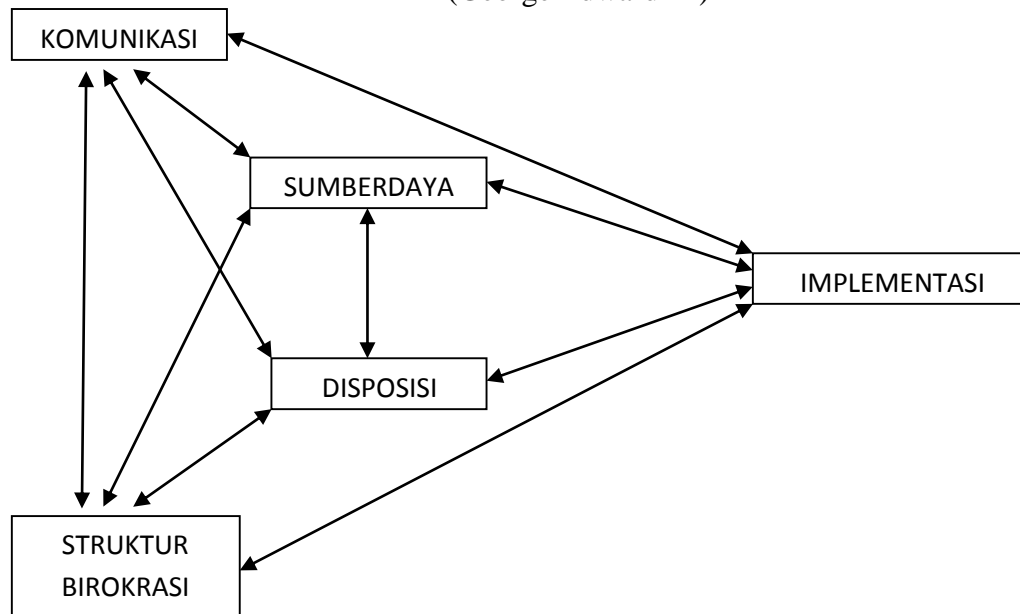 KOMUNIKASI
SUMBERDAYA
IMPLEMENTASI
DISPOSISI
STRUKTUR
BIROKRASI